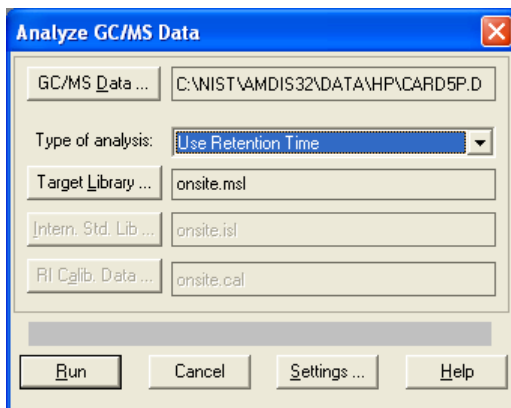 Analyze GC/MS Data
GC/MS Data ... C:\NIST\AMDIS32\DATA\HP\CARD5P.D
Type of analysis: Use Retention Time
Target Library ... onsite.msl
Intern. Std. Lib ... onsite.isl
RI Calib. Data ... onsite.cal
Run Cancel Settings ... Help